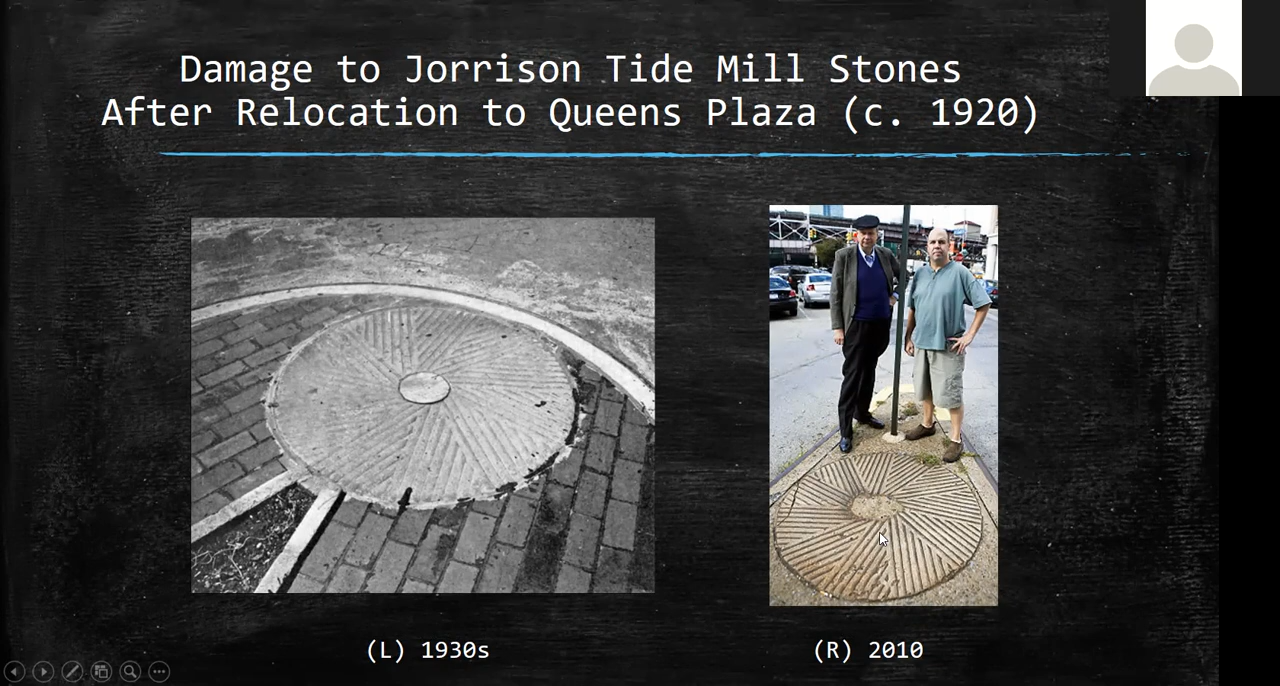 Damage to Jorrison Tide Mill Stones
After Relocation to Queens Plaza (c. 1920)
(L) 1930s
(R) 2010